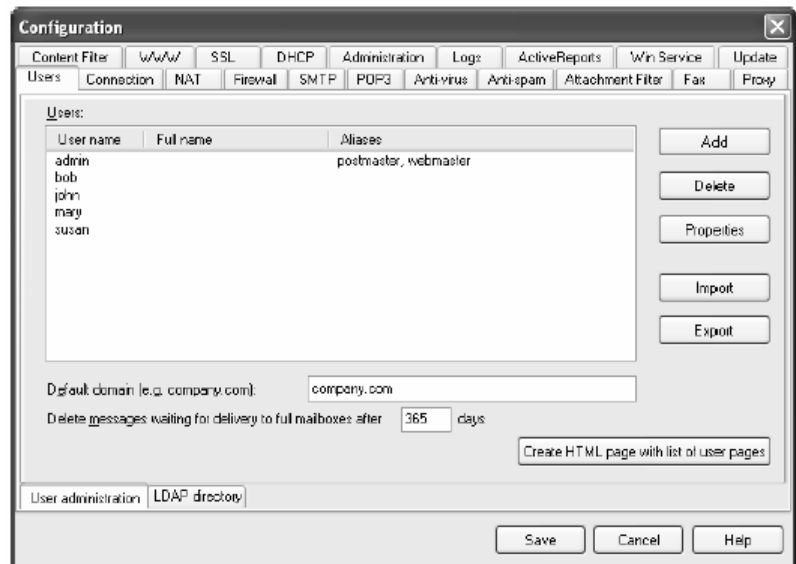 Configuration
Content Filter WWW SSL DHCP Administration Logs ActiveReports Win Service Update
Users Connection NAT Firewall SMTP POP3 Anti-virus Anti-spam Attachment Filter Fax Proxy
Users:
User name Full name Aliases
admin postmaster, webmaster
bob
john
mary
susan
Add
Delete
Properties
Import
Export
Default domain (e.g. company.com): company.com
Delete messages waiting for delivery to full mailboxes after 365 days
Create HTML page with list of user pages
User administration LDAP directory
Save Cancel Help